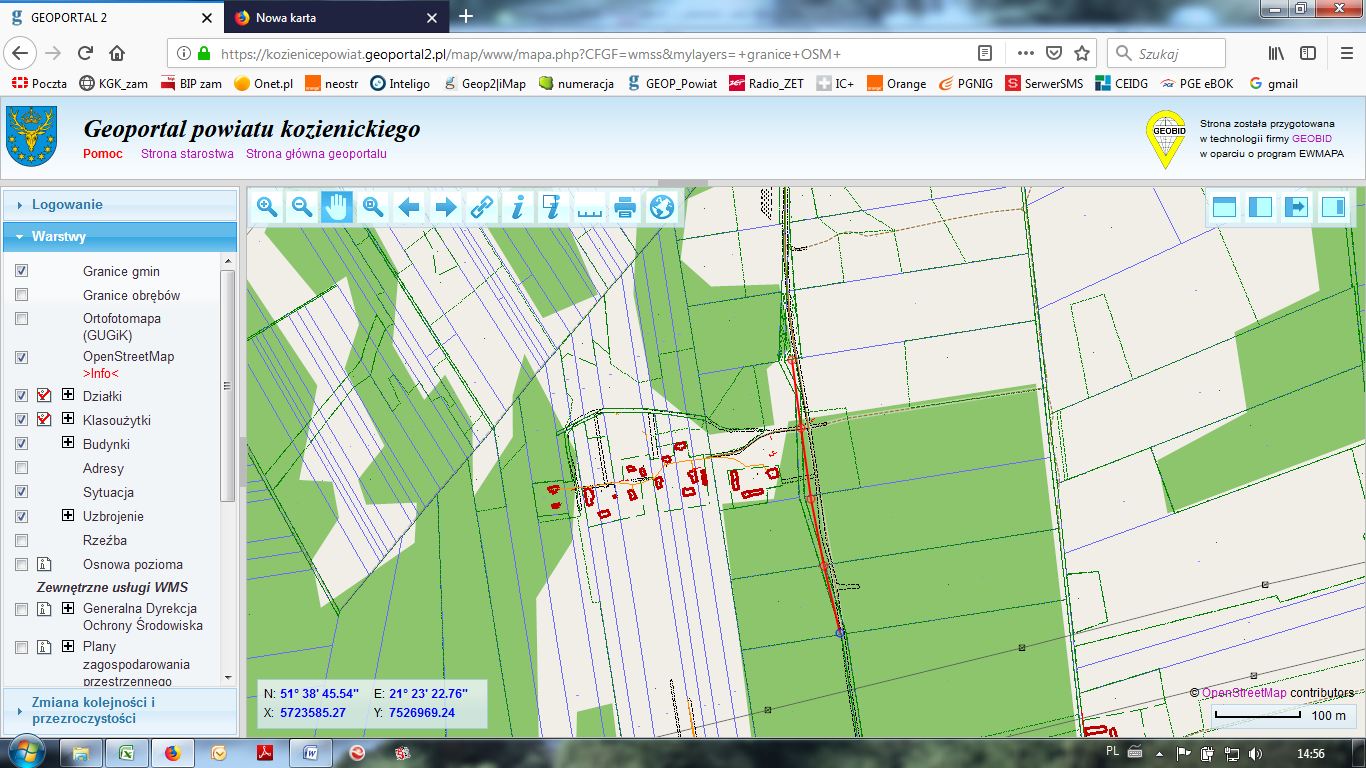 GEOPORTAL 2
Nowa karta
https://kozienicepowiat.geoportal2.pl/map/www/mapa.php?CFGF=wmss&mylayers=+granice+OSM+
Szukaj
Poczta KGK_zam BIP zam Onet.pl neostr Inteligo Geop2|iMap numeracja GEOP_Powiat Radio_ZET IC+ Orange PGNIG SerwerSMS CEIDG PGE eBOK gmail
Geoportal powiatu kozienickiego
Pomoc Strona starostwa Strona główna geoportalu
GEOBID
Strona została przygotowana
w technologii firmy GEOBID
w oparciu o program EWMAPA
Logowanie
Warstwy
Granice gmin
Granice obrębów
Ortofotomapa
(GUGiK)
OpenStreetMap
>Info<
Działki
Klasoużytki
Budynki
Adresy
Sytuacja
Uzbrojenie
Rzeźba
Osnowa pozioma
Zewnętrzne usługi WMS
Generalna Dyrekcja
Ochrony Środowiska
Plany
zagospodarowania
przestrzennego
Zmiana kolejności i
przezroczystości
N: 51° 38' 45.54" E: 21° 23' 22.76"
X: 5723585.27 Y: 7526969.24
© OpenStreetMap contributors
100 m
PL
14:56